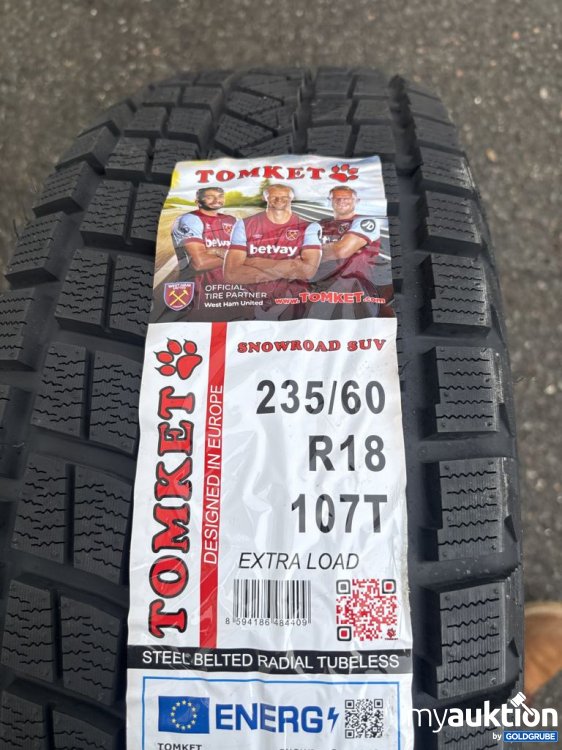 TOMKET
betway
betway
OFFICIAL
TIRE PARTNER
West Ham United
www.TOMKET.com
SNOWROAD SUV
TOMKET
DESIGNED IN EUROPE
235/60
R18
107T
EXTRA LOAD
8 594186 484409
STEEL BELTED RADIAL TUBELESS
ENERG
TOMKET
myauktion
by GOLDGRUBE